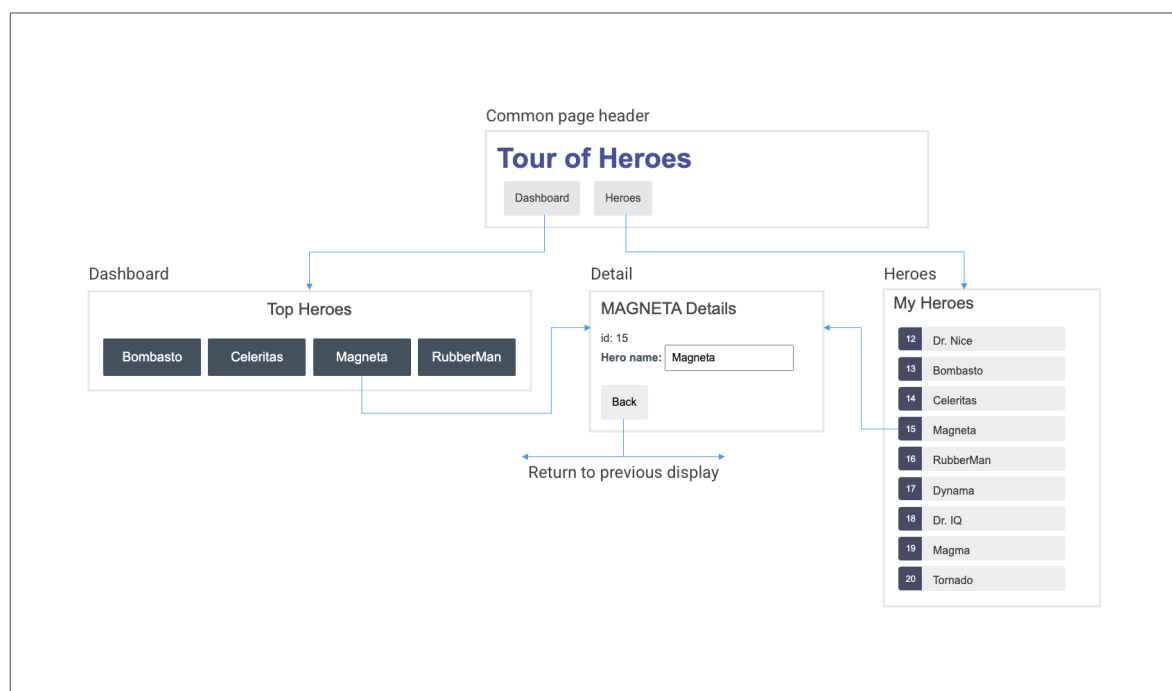 Common page header
Tour of Heroes
Dashboard Heroes
Dashboard
Top Heroes
Bombasto Celeritas Magneta RubberMan
Detail
MAGNETA Details
id: 15
Hero name: Magneta
Back
Return to previous display
Heroes
My Heroes
12 Dr. Nice
13 Bombasto
14 Celeritas
15 Magneta
16 RubberMan
17 Dynama
18 Dr. IQ
19 Magma
20 Tornado